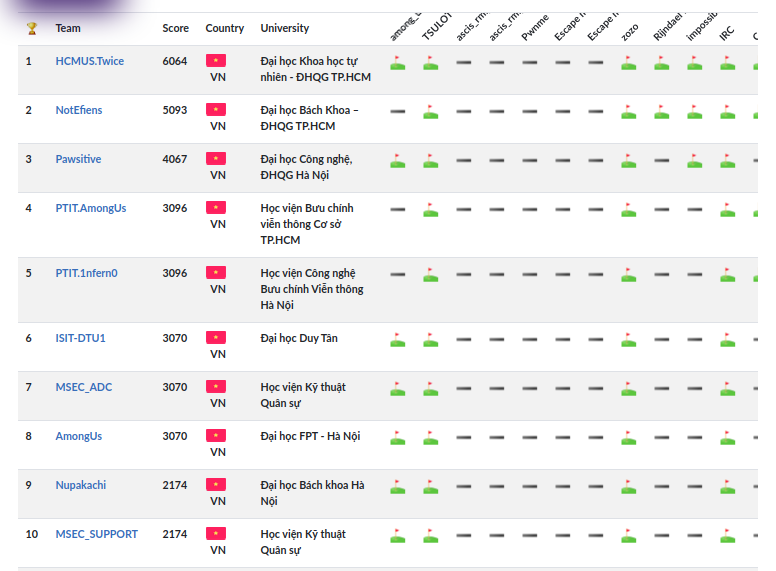 Team Score Country University among_ TSULOT ascis_rm ascis_rm Pwnme Escape Escape zozo Rijndael impossib IRC
1 HCMUS.Twice 6064 VN Đại học Khoa học tự
nhiên - ĐHQG TP.HCM
2 NotEfiens 5093 VN Đại học Bách Khoa –
ĐHQG TP.HCM
3 Pawsitive 4067 VN Đại học Công nghệ,
ĐHQG Hà Nội
4 PTIT.AmongUs 3096 VN Học viện Bưu chính
viễn thông Cơ sở
TP.HCM
5 PTIT.1nfern0 3096 VN Học viện Công nghệ
Bưu chính Viễn thông
Hà Nội
6 ISIT-DTU1 3070 VN Đại học Duy Tân
7 MSEC_ADC 3070 VN Học viện Kỹ thuật
Quân sự
8 AmongUs 3070 VN Đại học FPT - Hà Nội
9 Nupakachi 2174 VN Đại học Bách khoa Hà
Nội
10 MSEC_SUPPORT 2174 VN Học viện Kỹ thuật
Quân sự